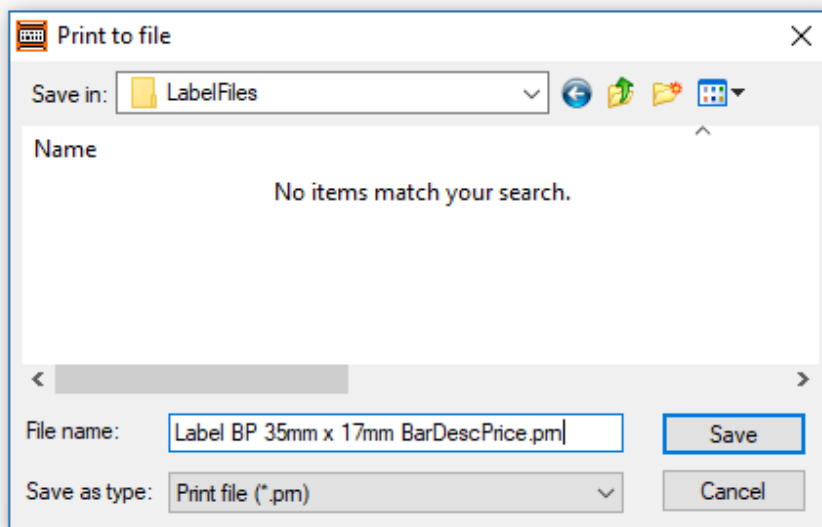 Print to file
Save in: LabelFiles
Name
No items match your search.
File name: Label BP 35mm x 17mm BarDescPrice.prn Save
Save as type: Print file (*.prn) Cancel